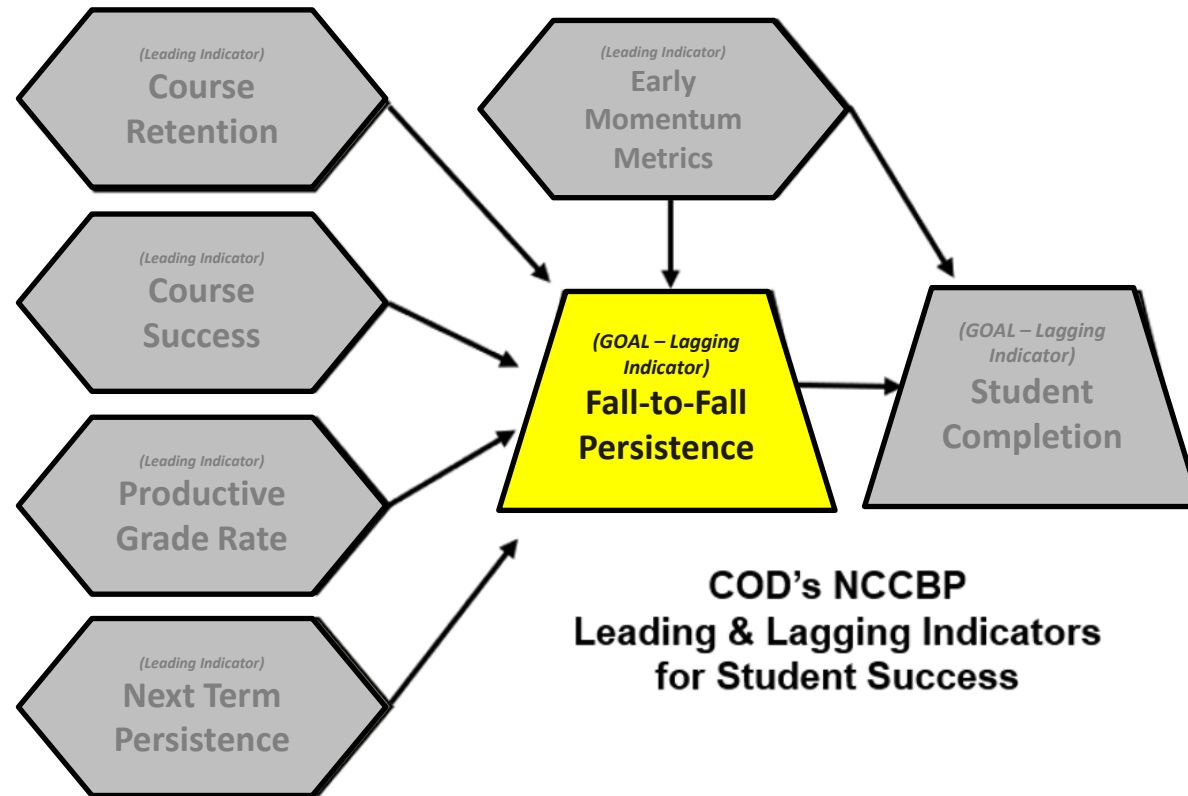 (Leading Indicator)
Course
Retention
(Leading Indicator)
Early
Momentum
Metrics
(Leading Indicator)
Course
Success
(GOAL – Lagging
Indicator)
Fall-to-Fall
Persistence
(GOAL – Lagging
Indicator)
Student
Completion
(Leading Indicator)
Productive
Grade Rate
(Leading Indicator)
Next Term
Persistence
COD's NCCBP
Leading & Lagging Indicators
for Student Success